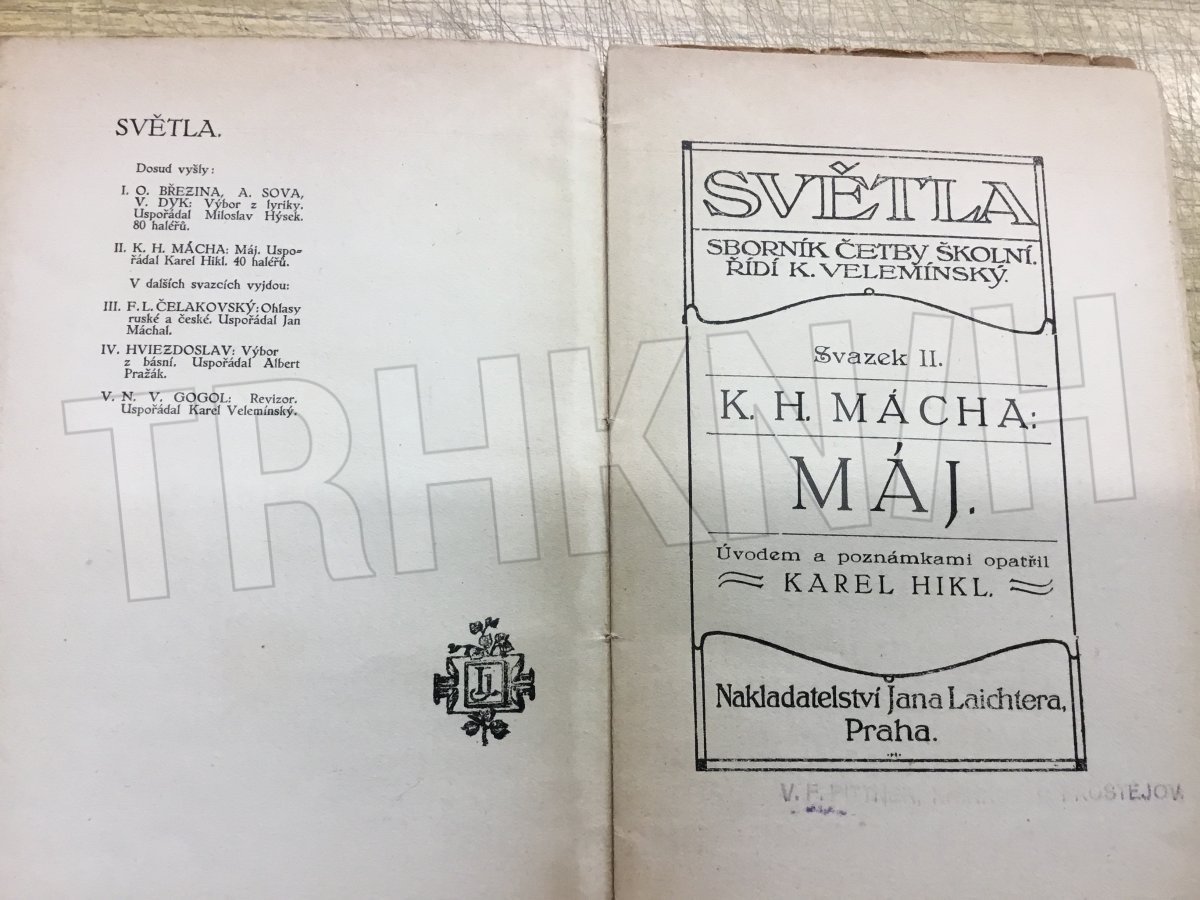 SVĚTLA.
Dosud vyšly:
I. O. BŘEZINA, A. SOVA,
V. DYK: Výbor z lyriky.
Uspořádal Miloslav Hýsek.
80 haléřů.
II. K. H. MÁCHA: Máj. Uspo-
řádal Karel Hikl. 40 haléřů.
V dalších svazcích vyjdou:
III. F. L. ČELAKOVSKÝ: Ohlasy
ruské a české. Uspořádal Jan
Máchal.
IV. HVIEZDOSLAV: Výbor
z básní. Uspořádal Albert
Pražák.
V. N. V. GOGOL: Revizor.
Uspořádal Karel Velemínský.
JL
SVĚTLA
SBORNÍK ČETBY ŠKOLNÍ.
ŘÍDÍ K. VELEMÍNSKÝ.
Svazek II.
K. H. MÁCHA:
MÁJ.
Úvodem a poznámkami opatřil
KAREL HIKL.
Nakladatelství Jana Laichtera,
Praha.
V. F. PROSTĚJOV.
TRHKNIH